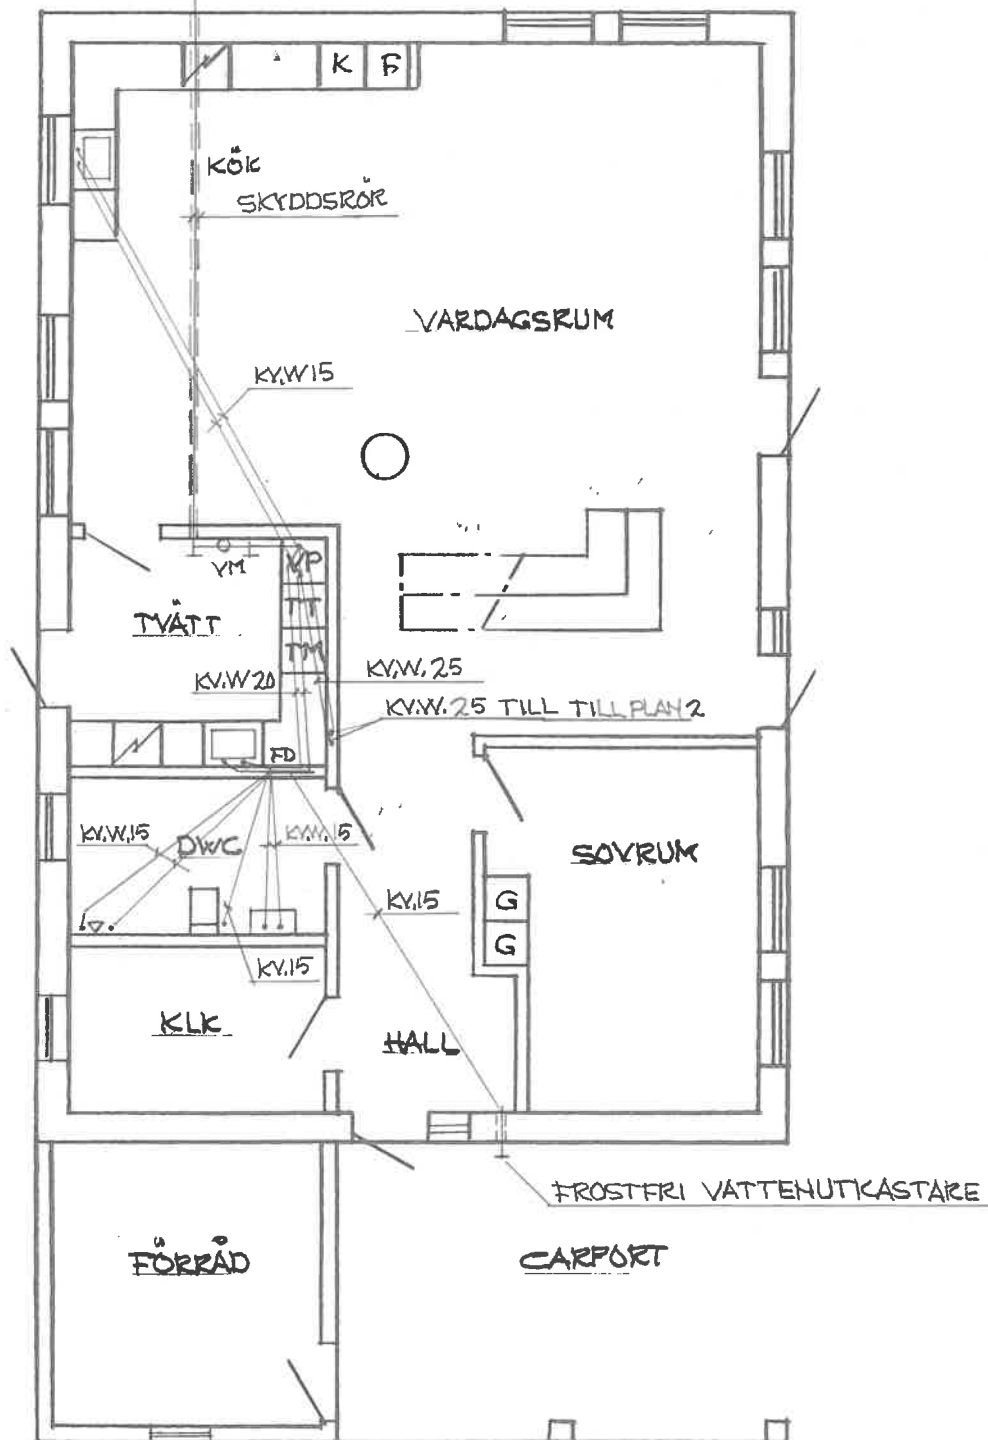 K F
KÖK
SKYDDSRÖR
VARDAGSRUM
KV.W15
VM
VP
TT
TM
TVÄTT
KV.W20
KV.W.25
KV.W.25 TILL TILL PLAN 2
FD
KV.W.15
DWC
KV.W.15
SOVRUM
KV.15
G
G
KV.15
KLK
HALL
FROSTFRI VATTENUTKASTARE
FÖRRÅD
CARPORT